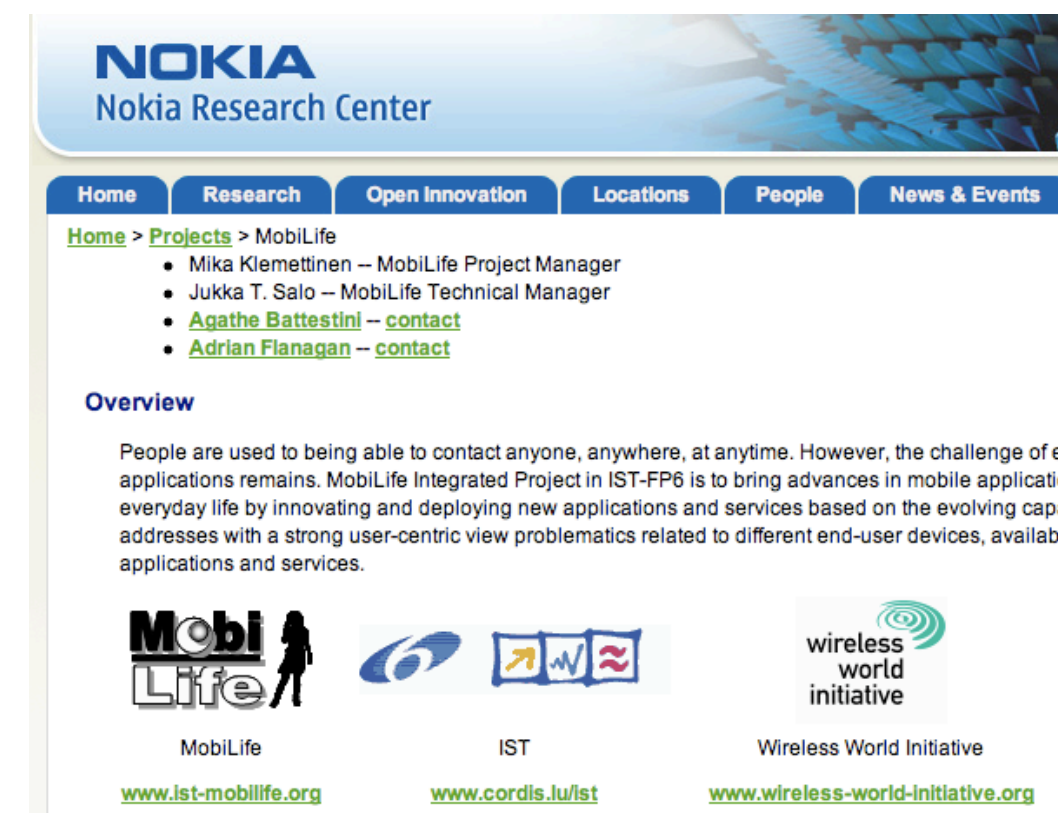 NOKIA
Nokia Research Center
Home Research Open Innovation Locations People News & Events
Home > Projects > MobiLife
• Mika Klemettinen -- MobiLife Project Manager
• Jukka T. Salo -- MobiLife Technical Manager
• Agathe Battestini -- contact
• Adrian Flanagan -- contact
Overview
People are used to being able to contact anyone, anywhere, at anytime. However, the challenge of
applications remains. MobiLife Integrated Project in IST-FP6 is to bring advances in mobile
everyday life by innovating and deploying new applications and services based on the evolving
addresses with a strong user-centric view problematics related to different end-user devices,
applications and services.
Mobi
Life
6
wireless
world
initiative
MobiLife IST Wireless World Initiative
www.ist-mobilife.org www.cordis.lu/ist www.wireless-world-initiative.org